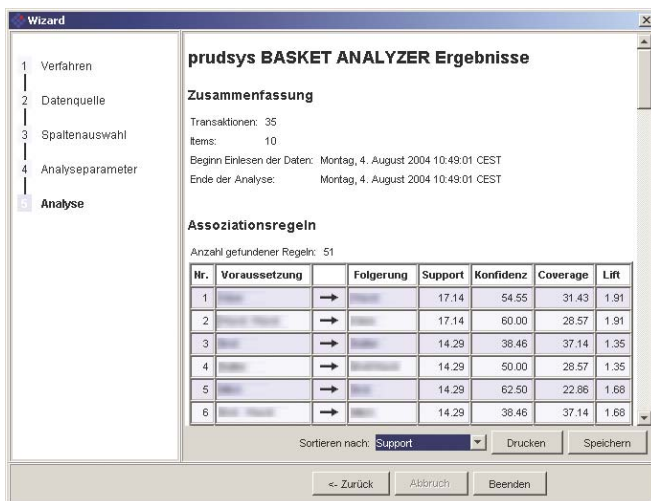 Wizard
1 Verfahren
2 Datenquelle
3 Spaltenauswahl
4 Analyseparameter
5 Analyse
prudsys BASKET ANALYZER Ergebnisse
Zusammenfassung
Transaktionen: 35
Items: 10
Beginn Einlesen der Daten: Montag, 4. August 2004 10:49:01 CEST
Ende der Analyse: Montag, 4. August 2004 10:49:01 CEST
Assoziationsregeln
Anzahl gefundener Regeln: 51
Nr. Voraussetzung Folgerung Support Konfidenz Coverage Lift
1 → 17.14 54.55 31.43 1.91
2 → 17.14 60.00 28.57 1.91
3 → 14.29 38.46 37.14 1.35
4 → 14.29 50.00 28.57 1.35
5 → 14.29 62.50 22.86 1.68
6 → 14.29 38.46 37.14 1.68
Sortieren nach: Support Drucken Speichern
<- Zurück Abbruch Beenden